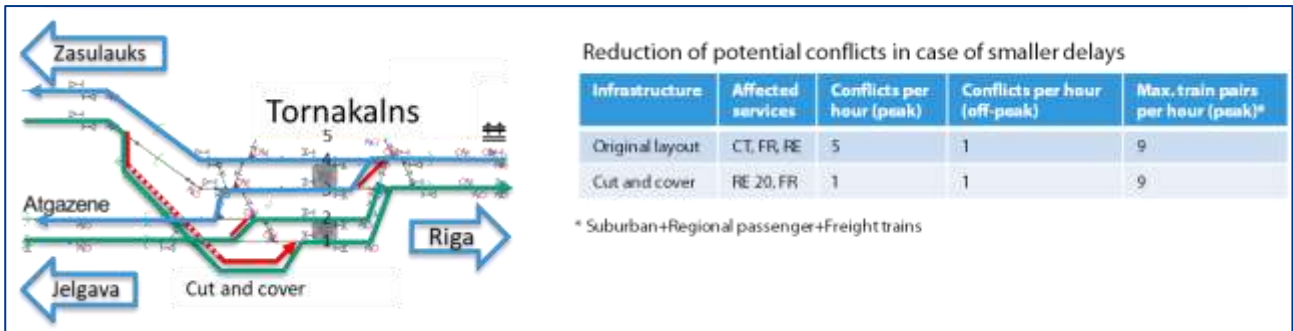 Zasulauks
Tornakalns
5
4
3
2
1
Atgazene
Riga
Jelgava
Cut and cover
Reduction of potential conflicts in case of smaller delays
Infrastructure Affected services Conflicts per hour (peak) Conflicts per hour (off-peak) Max. train pairs per hour (peak)*
Original layout CT, FR, RE 5 1 9
Cut and cover RE 20, FR 1 1 9
* Suburban+Regional passenger+Freight trains